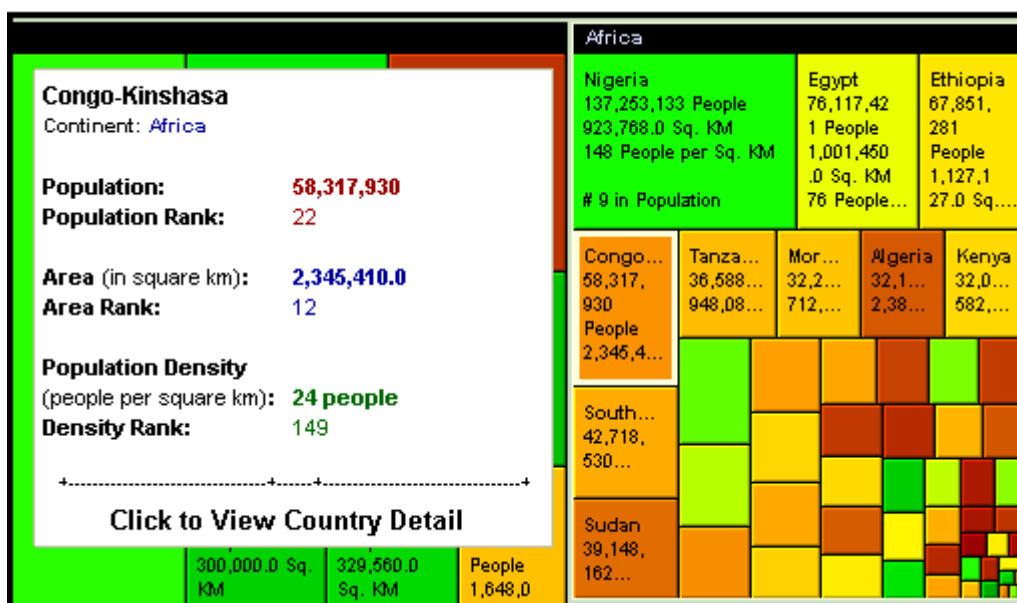 Africa
Congo-Kinshasa
Continent: Africa
Population: 58,317,930
Population Rank: 22
Area (in square km): 2,345,410.0
Area Rank: 12
Population Density
(people per square km): 24 people
Density Rank: 149
+----------------------------------+-----+----------------------------------+
Click to View Country Detail
300,000.0 Sq.
KM
329,560.0
Sq. KM
People
1,648,0
Nigeria
137,253,133 People
923,768.0 Sq. KM
148 People per Sq. KM
# 9 in Population
Egypt
76,117,42
1 People
1,001,450
.0 Sq. KM
76 People...
Ethiopia
67,851,
281
People
1,127,1
27.0 Sq....
Congo...
58,317,
930
People
2,345,4...
Tanza...
36,588...
948,08...
Mor...
32,2...
712,...
Algeria
32,1...
2,38...
Kenya
32,0...
582,...
South...
42,718,
530...
Sudan
39,148,
162...